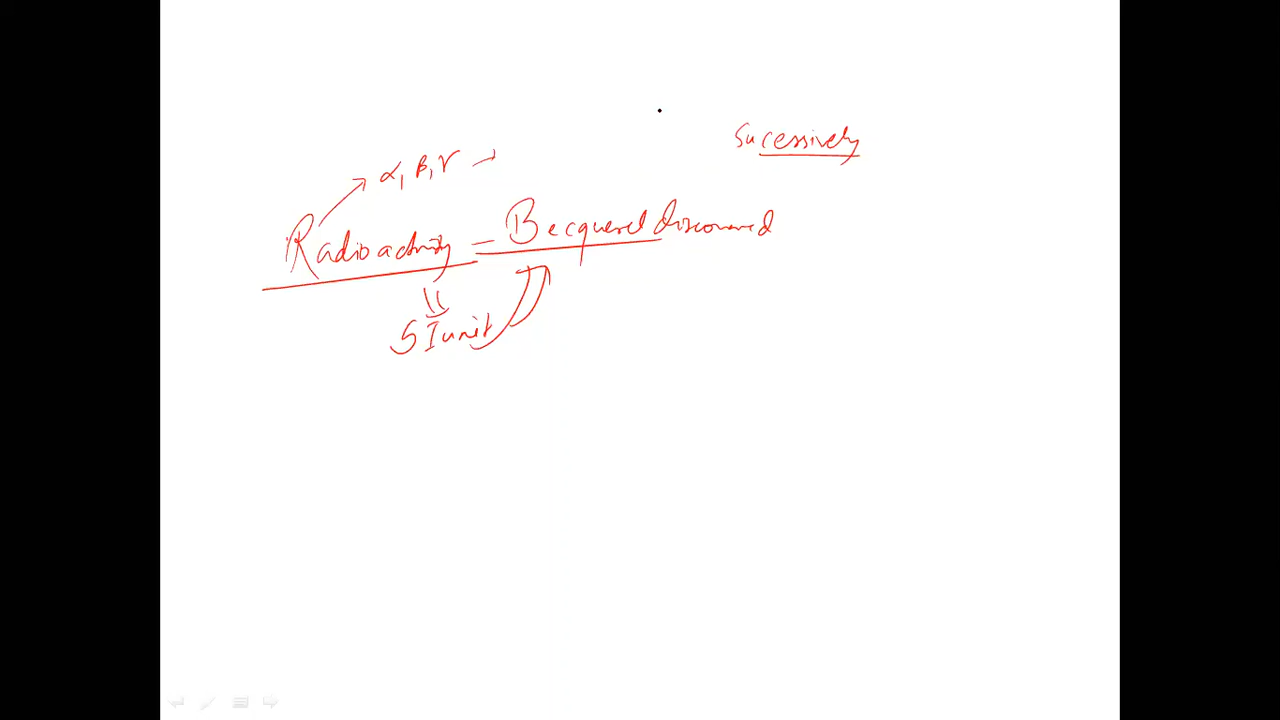 Sucessively
α, β, γ →
Radioactivity = Becquerel discovered
SI unit